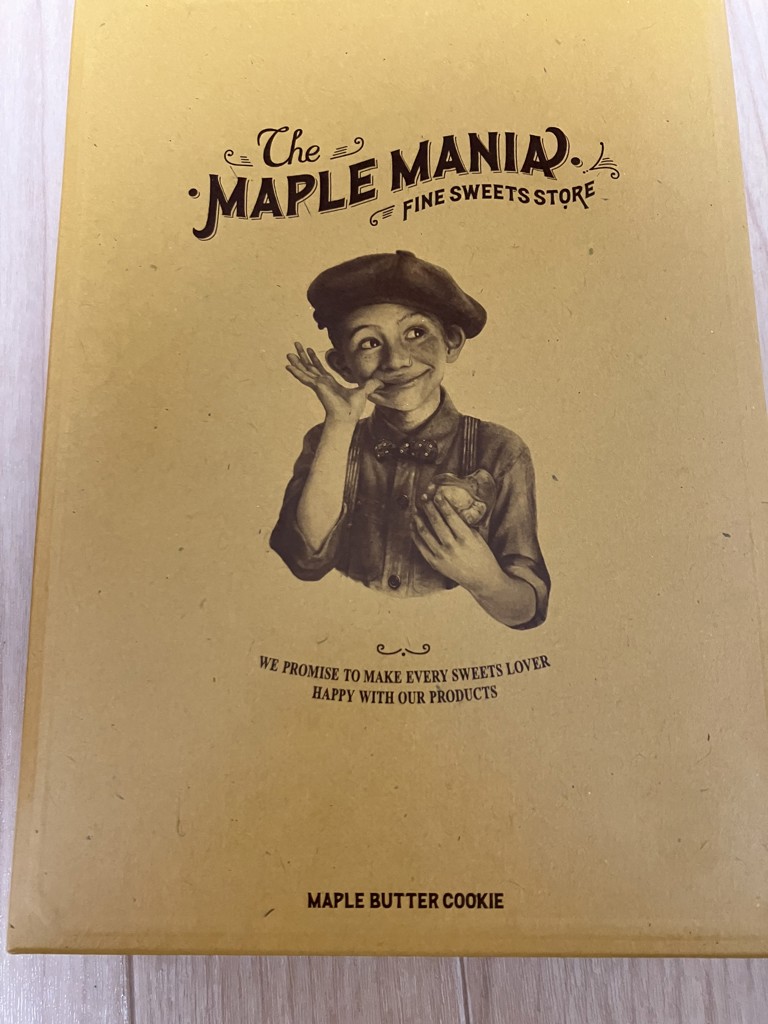 The
MAPLE MANIA
FINE SWEETS STORE
WE PROMISE TO MAKE EVERY SWEETS LOVER
HAPPY WITH OUR PRODUCTS
MAPLE BUTTER COOKIE